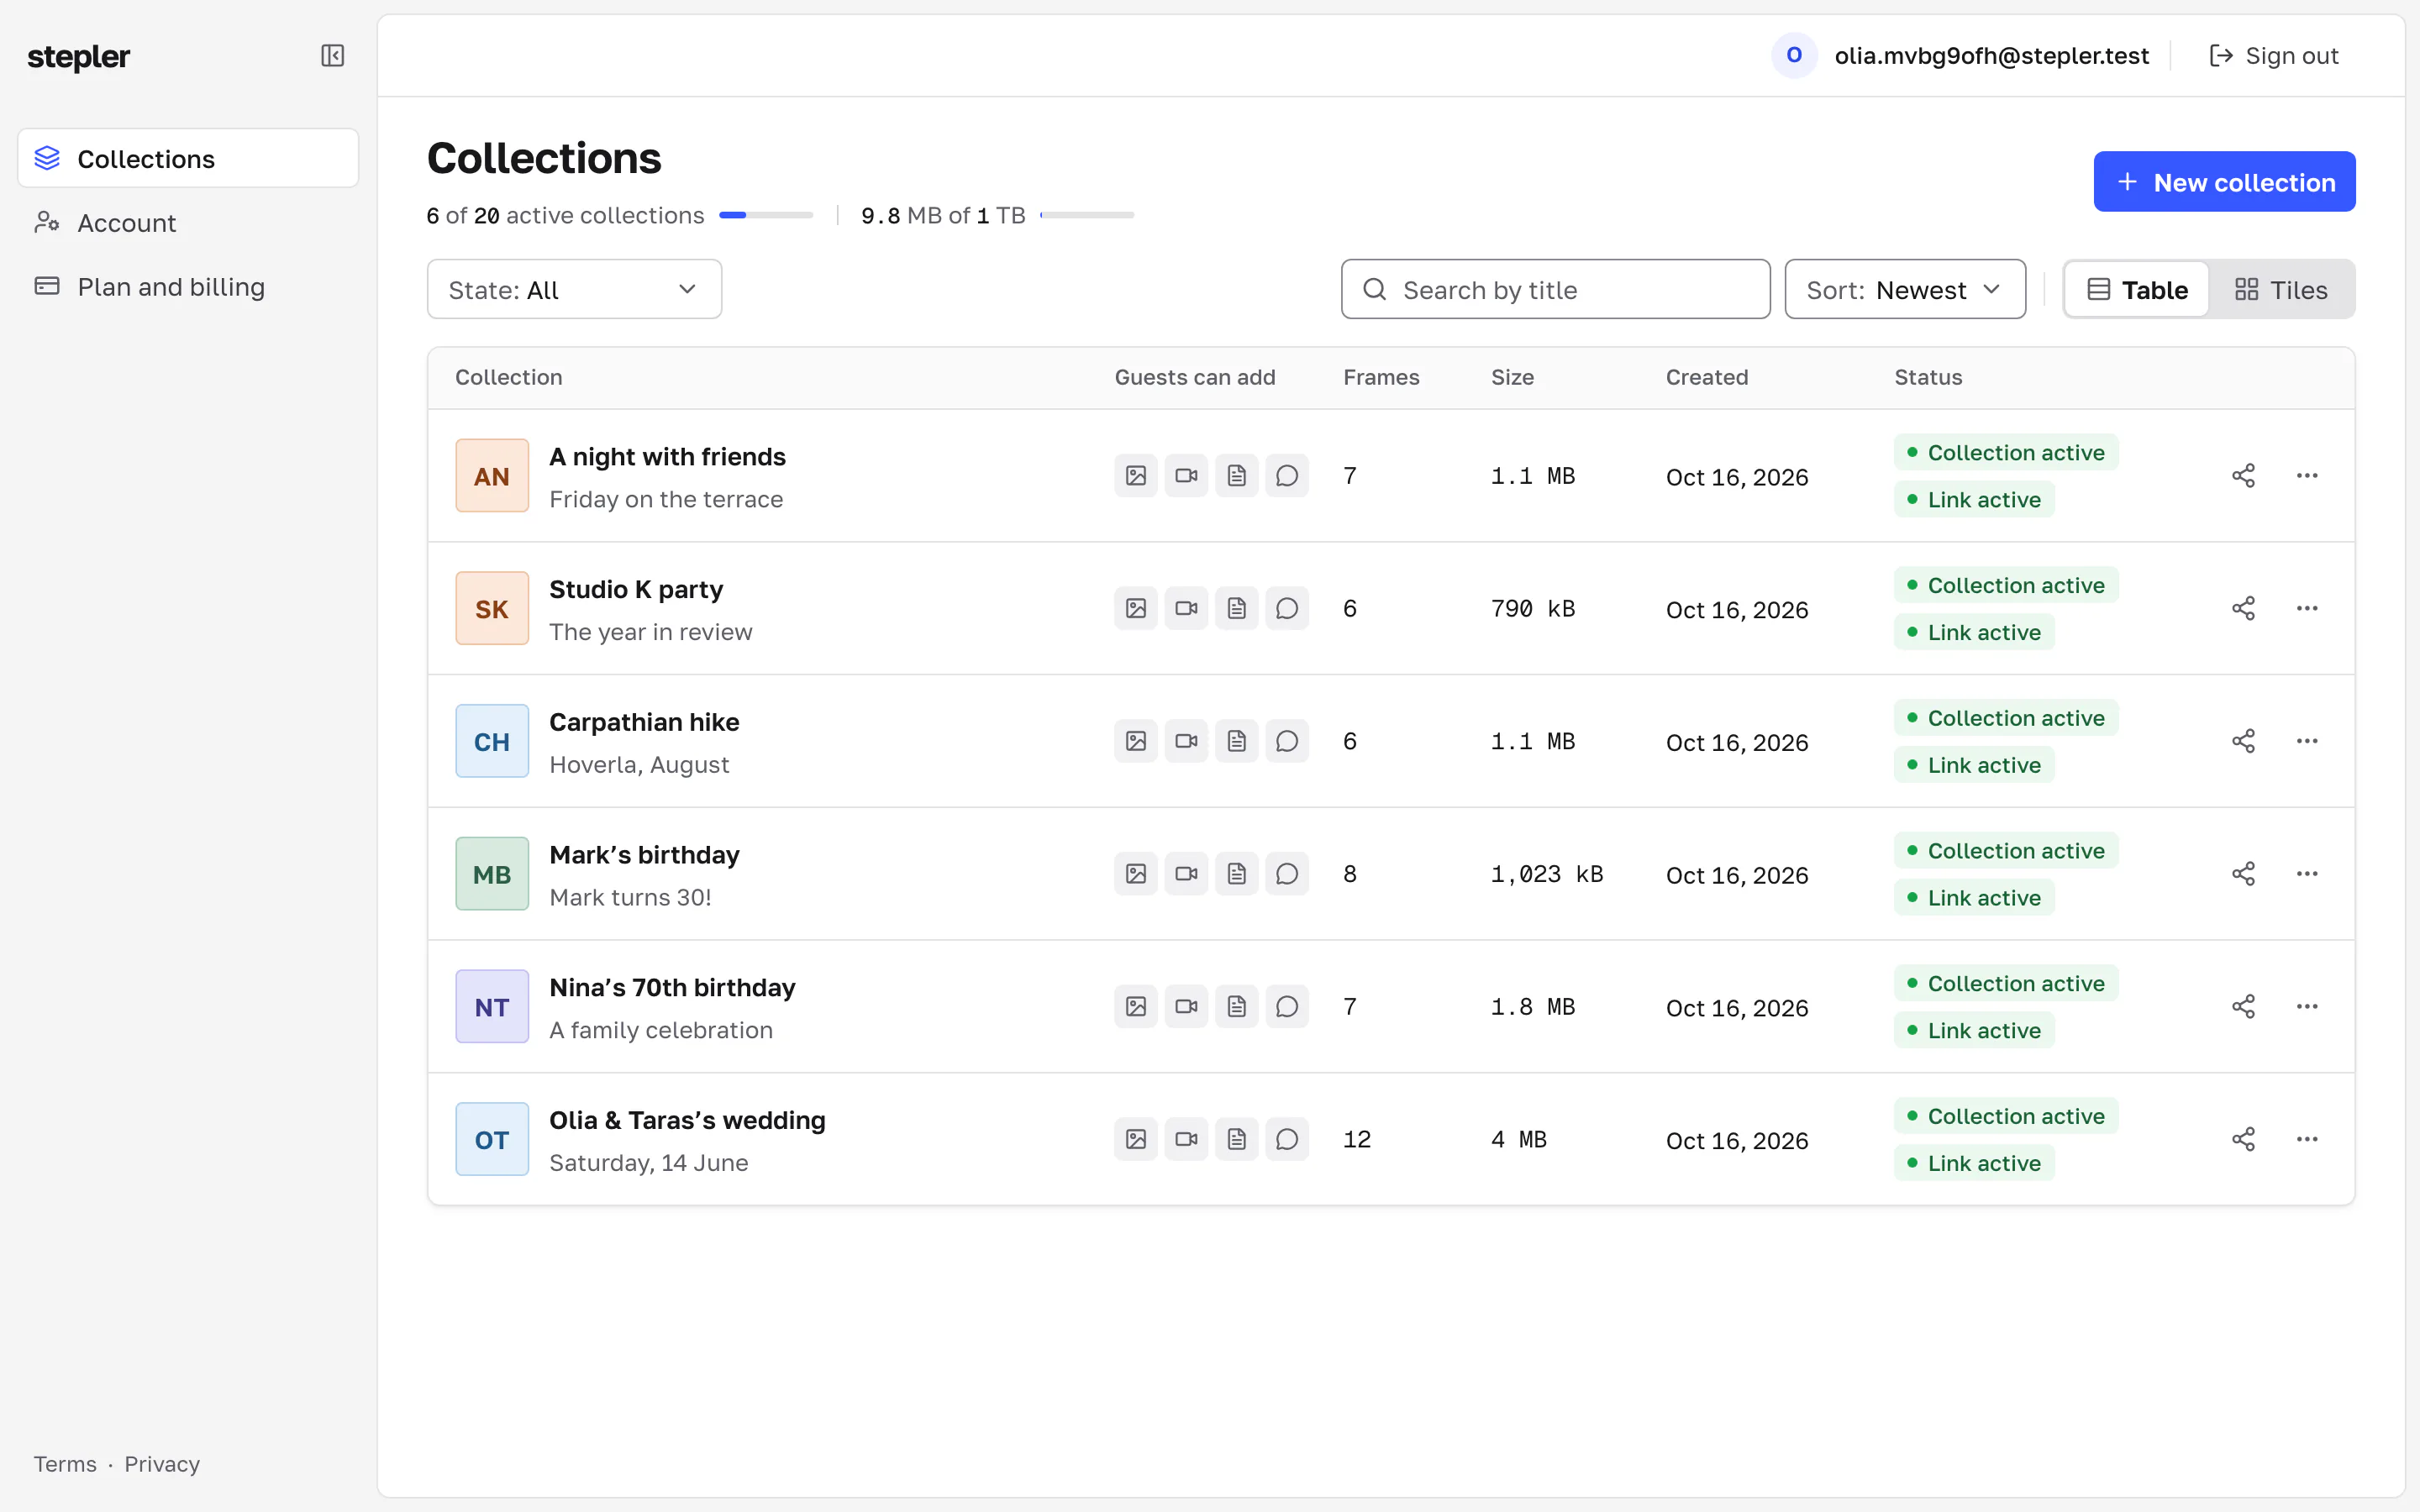 stepler
Collections
Account
Plan and billing
Terms · Privacy
O olia.mvbg9ofh@stepler.test Sign out
Collections
6 of 20 active collections 9.8 MB of 1 TB
+ New collection
State: All Search by title Sort: Newest Table Tiles
Collection Guests can add Frames Size Created Status
AN A night with friends 7 1.1 MB Oct 16, 2026 Collection active
Friday on the terrace Link active
SK Studio K party 6 790 kB Oct 16, 2026 Collection active
The year in review Link active
CH Carpathian hike 6 1.1 MB Oct 16, 2026 Collection active
Hoverla, August Link active
MB Mark’s birthday 8 1,023 kB Oct 16, 2026 Collection active
Mark turns 30! Link active
NT Nina’s 70th birthday 7 1.8 MB Oct 16, 2026 Collection active
A family celebration Link active
OT Olia & Taras’s wedding 12 4 MB Oct 16, 2026 Collection active
Saturday, 14 June Link active